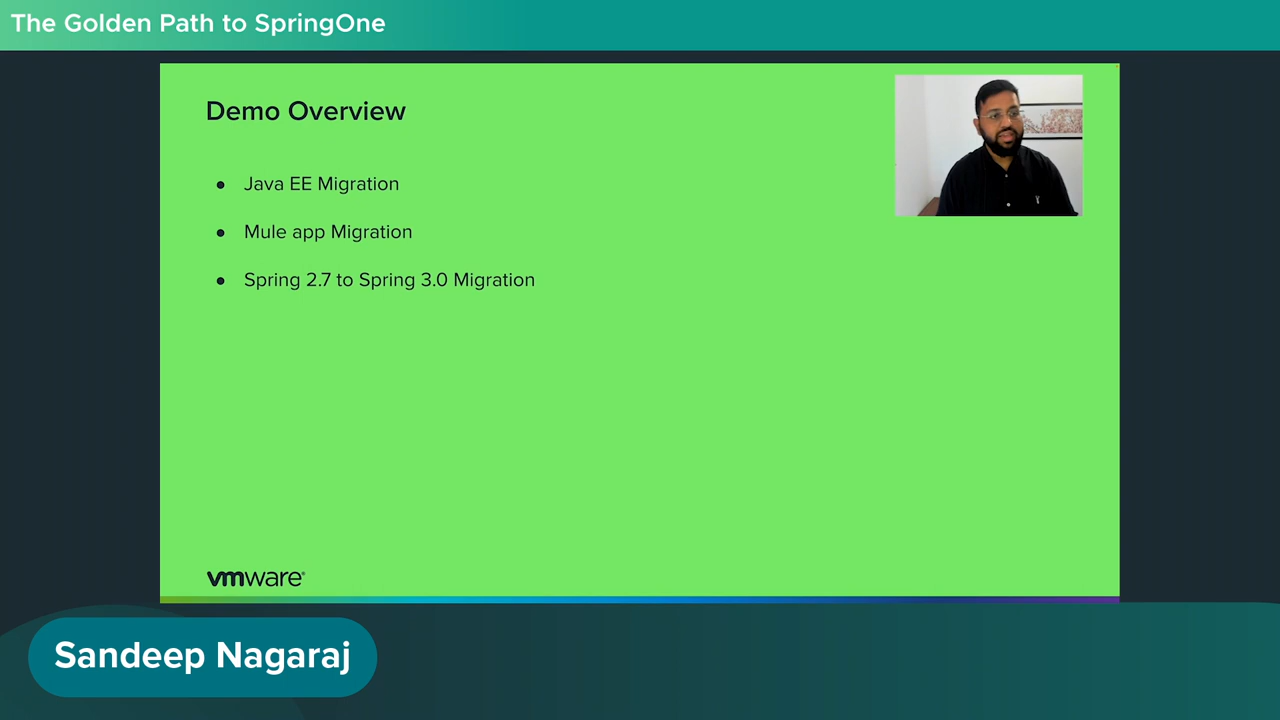 The Golden Path to SpringOne
Demo Overview
● Java EE Migration
● Mule app Migration
● Spring 2.7 to Spring 3.0 Migration
vmware®
Sandeep Nagaraj